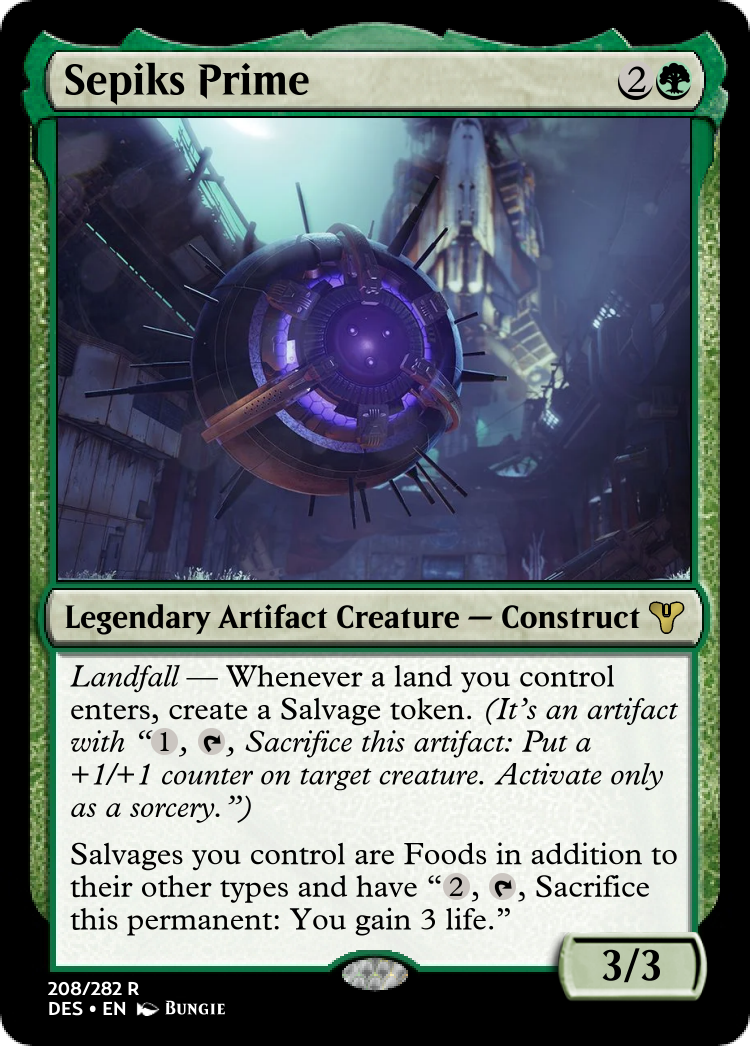 Sepiks Prime 2
Legendary Artifact Creature — Construct
Landfall — Whenever a land you control
enters, create a Salvage token. (It's an artifact
with “1, , Sacrifice this artifact: Put a
+1/+1 counter on target creature. Activate only
as a sorcery.”)
Salvages you control are Foods in addition to
their other types and have “2, , Sacrifice
this permanent: You gain 3 life.”
3/3
208/282 R
DES • EN Bungie